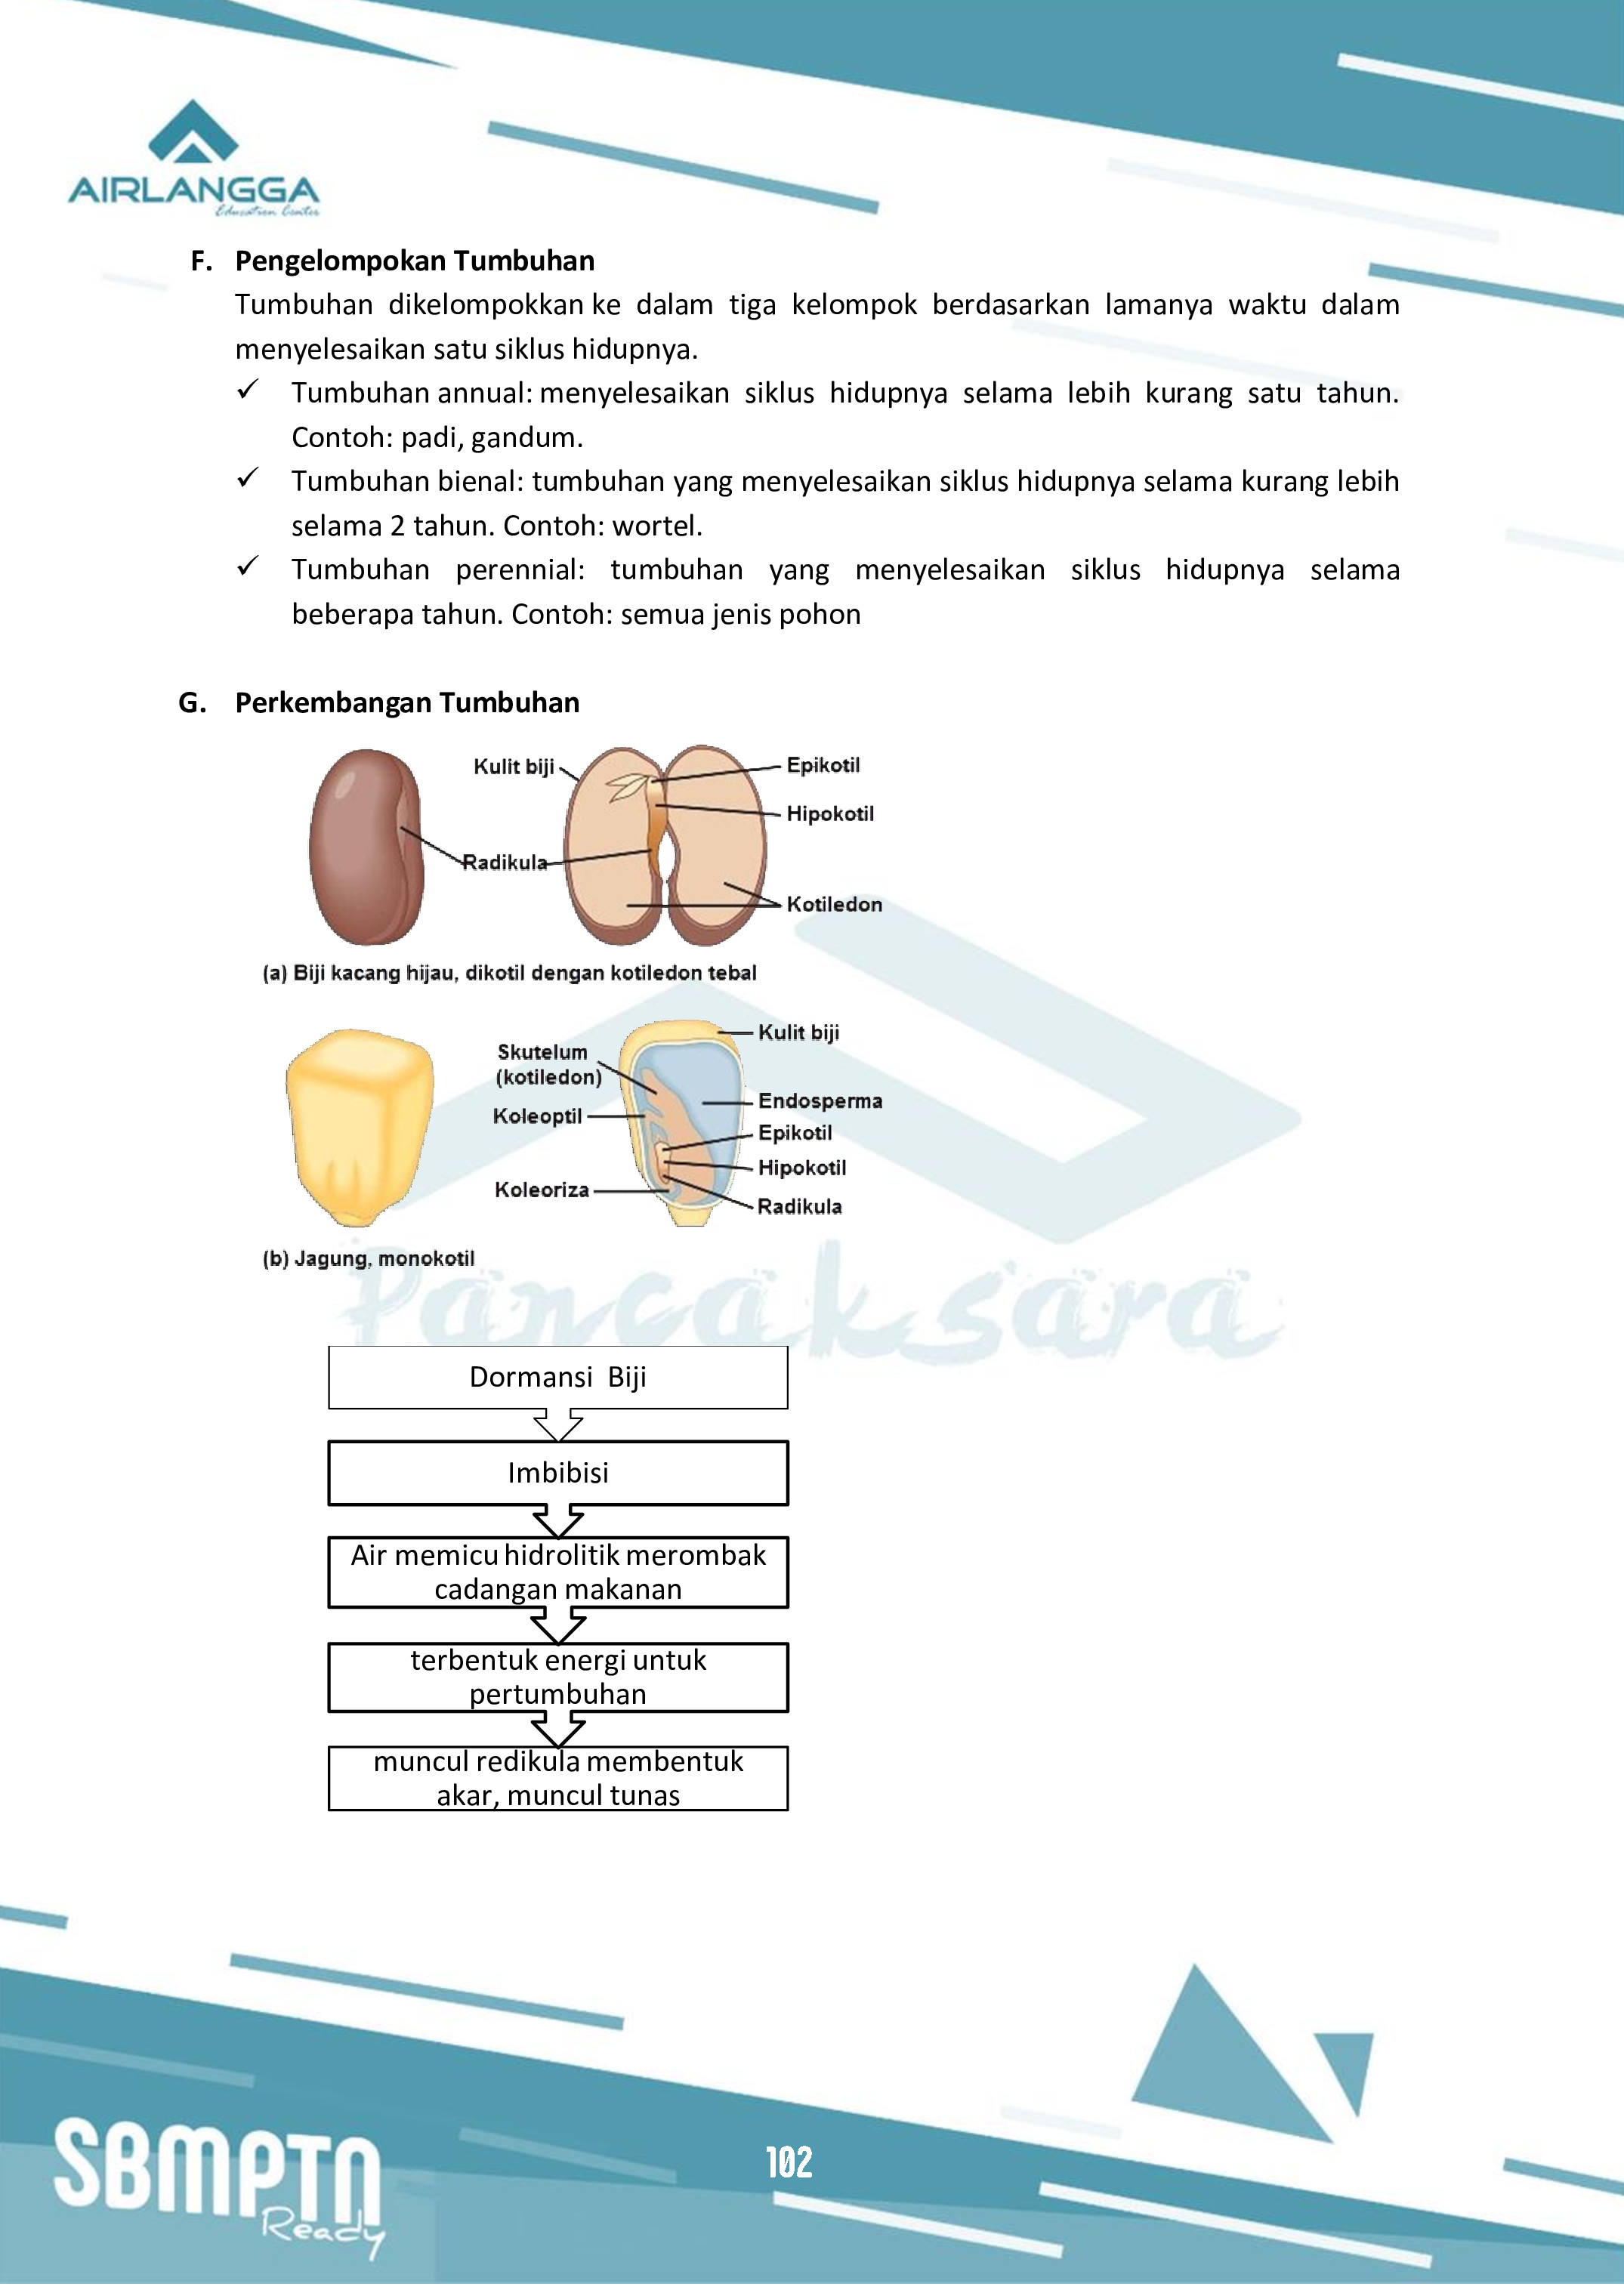 AIRLANGGA
Education Center
F. Pengelompokan Tumbuhan
Tumbuhan dikelompokkan ke dalam tiga kelompok berdasarkan lamanya waktu dalam
menyelesaikan satu siklus hidupnya.
✓ Tumbuhan annual: menyelesaikan siklus hidupnya selama lebih kurang satu tahun.
Contoh: padi, gandum.
✓ Tumbuhan bienal: tumbuhan yang menyelesaikan siklus hidupnya selama kurang lebih
selama 2 tahun. Contoh: wortel.
✓ Tumbuhan perennial: tumbuhan yang menyelesaikan siklus hidupnya selama
beberapa tahun. Contoh: semua jenis pohon
G. Perkembangan Tumbuhan
Kulit biji
Epikotil
Hipokotil
Radikula
Kotiledon
(a) Biji kacang hijau, dikotil dengan kotiledon tebal
Kulit biji
Skutelum
(kotiledon)
Endosperma
Koleoptil
Epikotil
Hipokotil
Koleoriza
Radikula
(b) Jagung, monokotil
Pancaksara
Dormansi Biji
Imbibisi
Air memicu hidrolitik merombak
cadangan makanan
terbentuk energi untuk
pertumbuhan
muncul redikula membentuk
akar, muncul tunas
SBMPTN
Ready
102